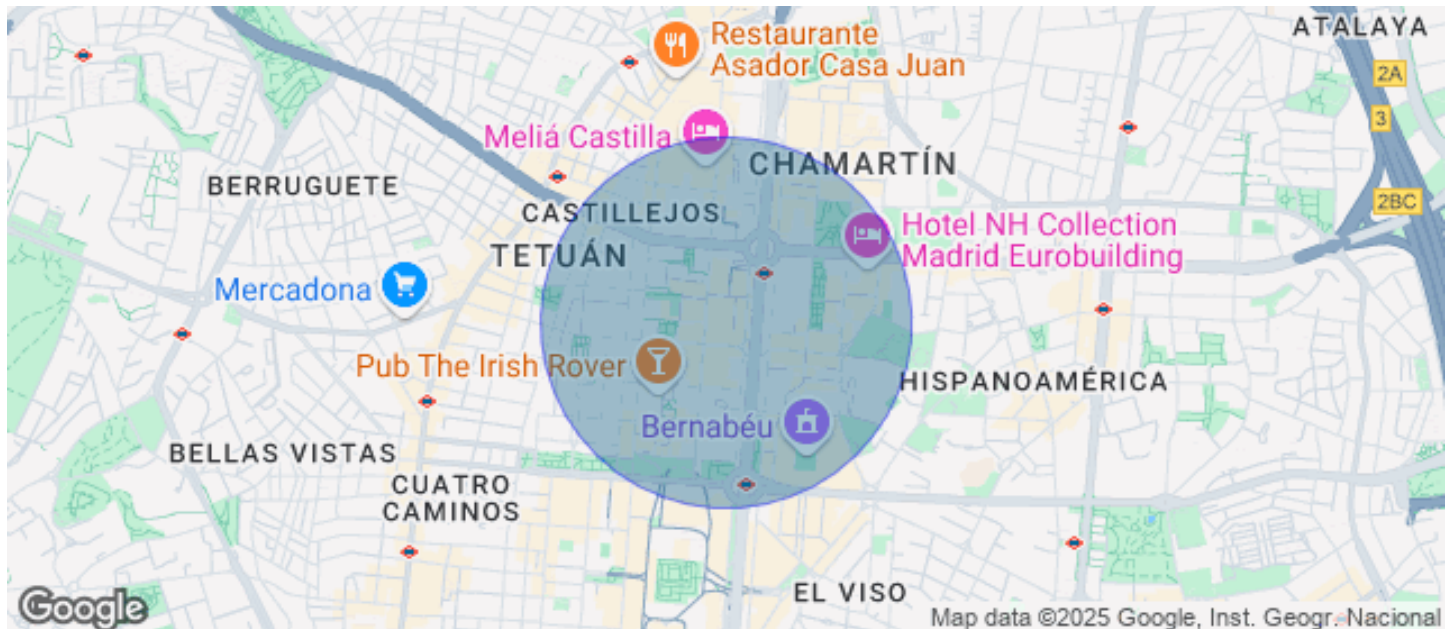 ATALAYA
Restaurante
Asador Casa Juan
2A
3
Meliá Castilla
CHAMARTÍN
BERRUGUETE
2BC
CASTILLEJOS
Hotel NH Collection
Madrid Eurobuilding
TETUÁN
Mercadona
Pub The Irish Rover
HISPANOAMÉRICA
Bernabéu
BELLAS VISTAS
CUATRO
CAMINOS
EL VISO
Google
Map data ©2025 Google, Inst. Geogr. Nacional